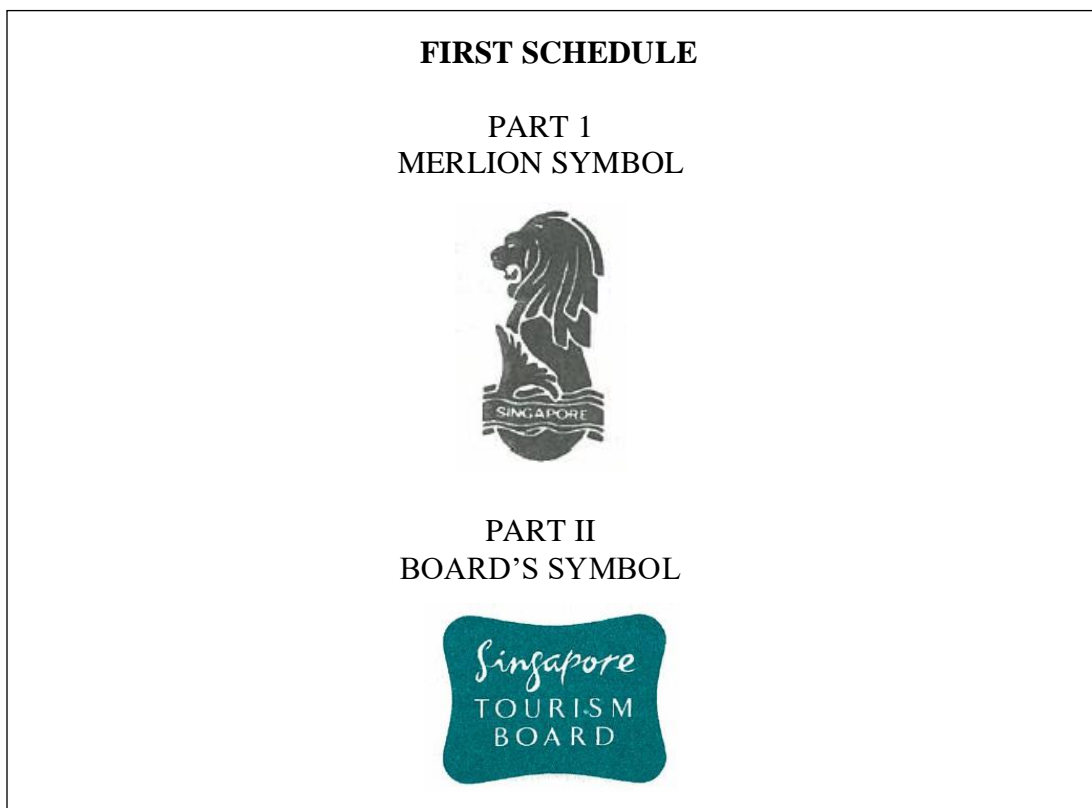 FIRST SCHEDULE
PART 1
MERLION SYMBOL
SINGAPORE
PART II
BOARD’S SYMBOL
Singapore
TOURISM
BOARD